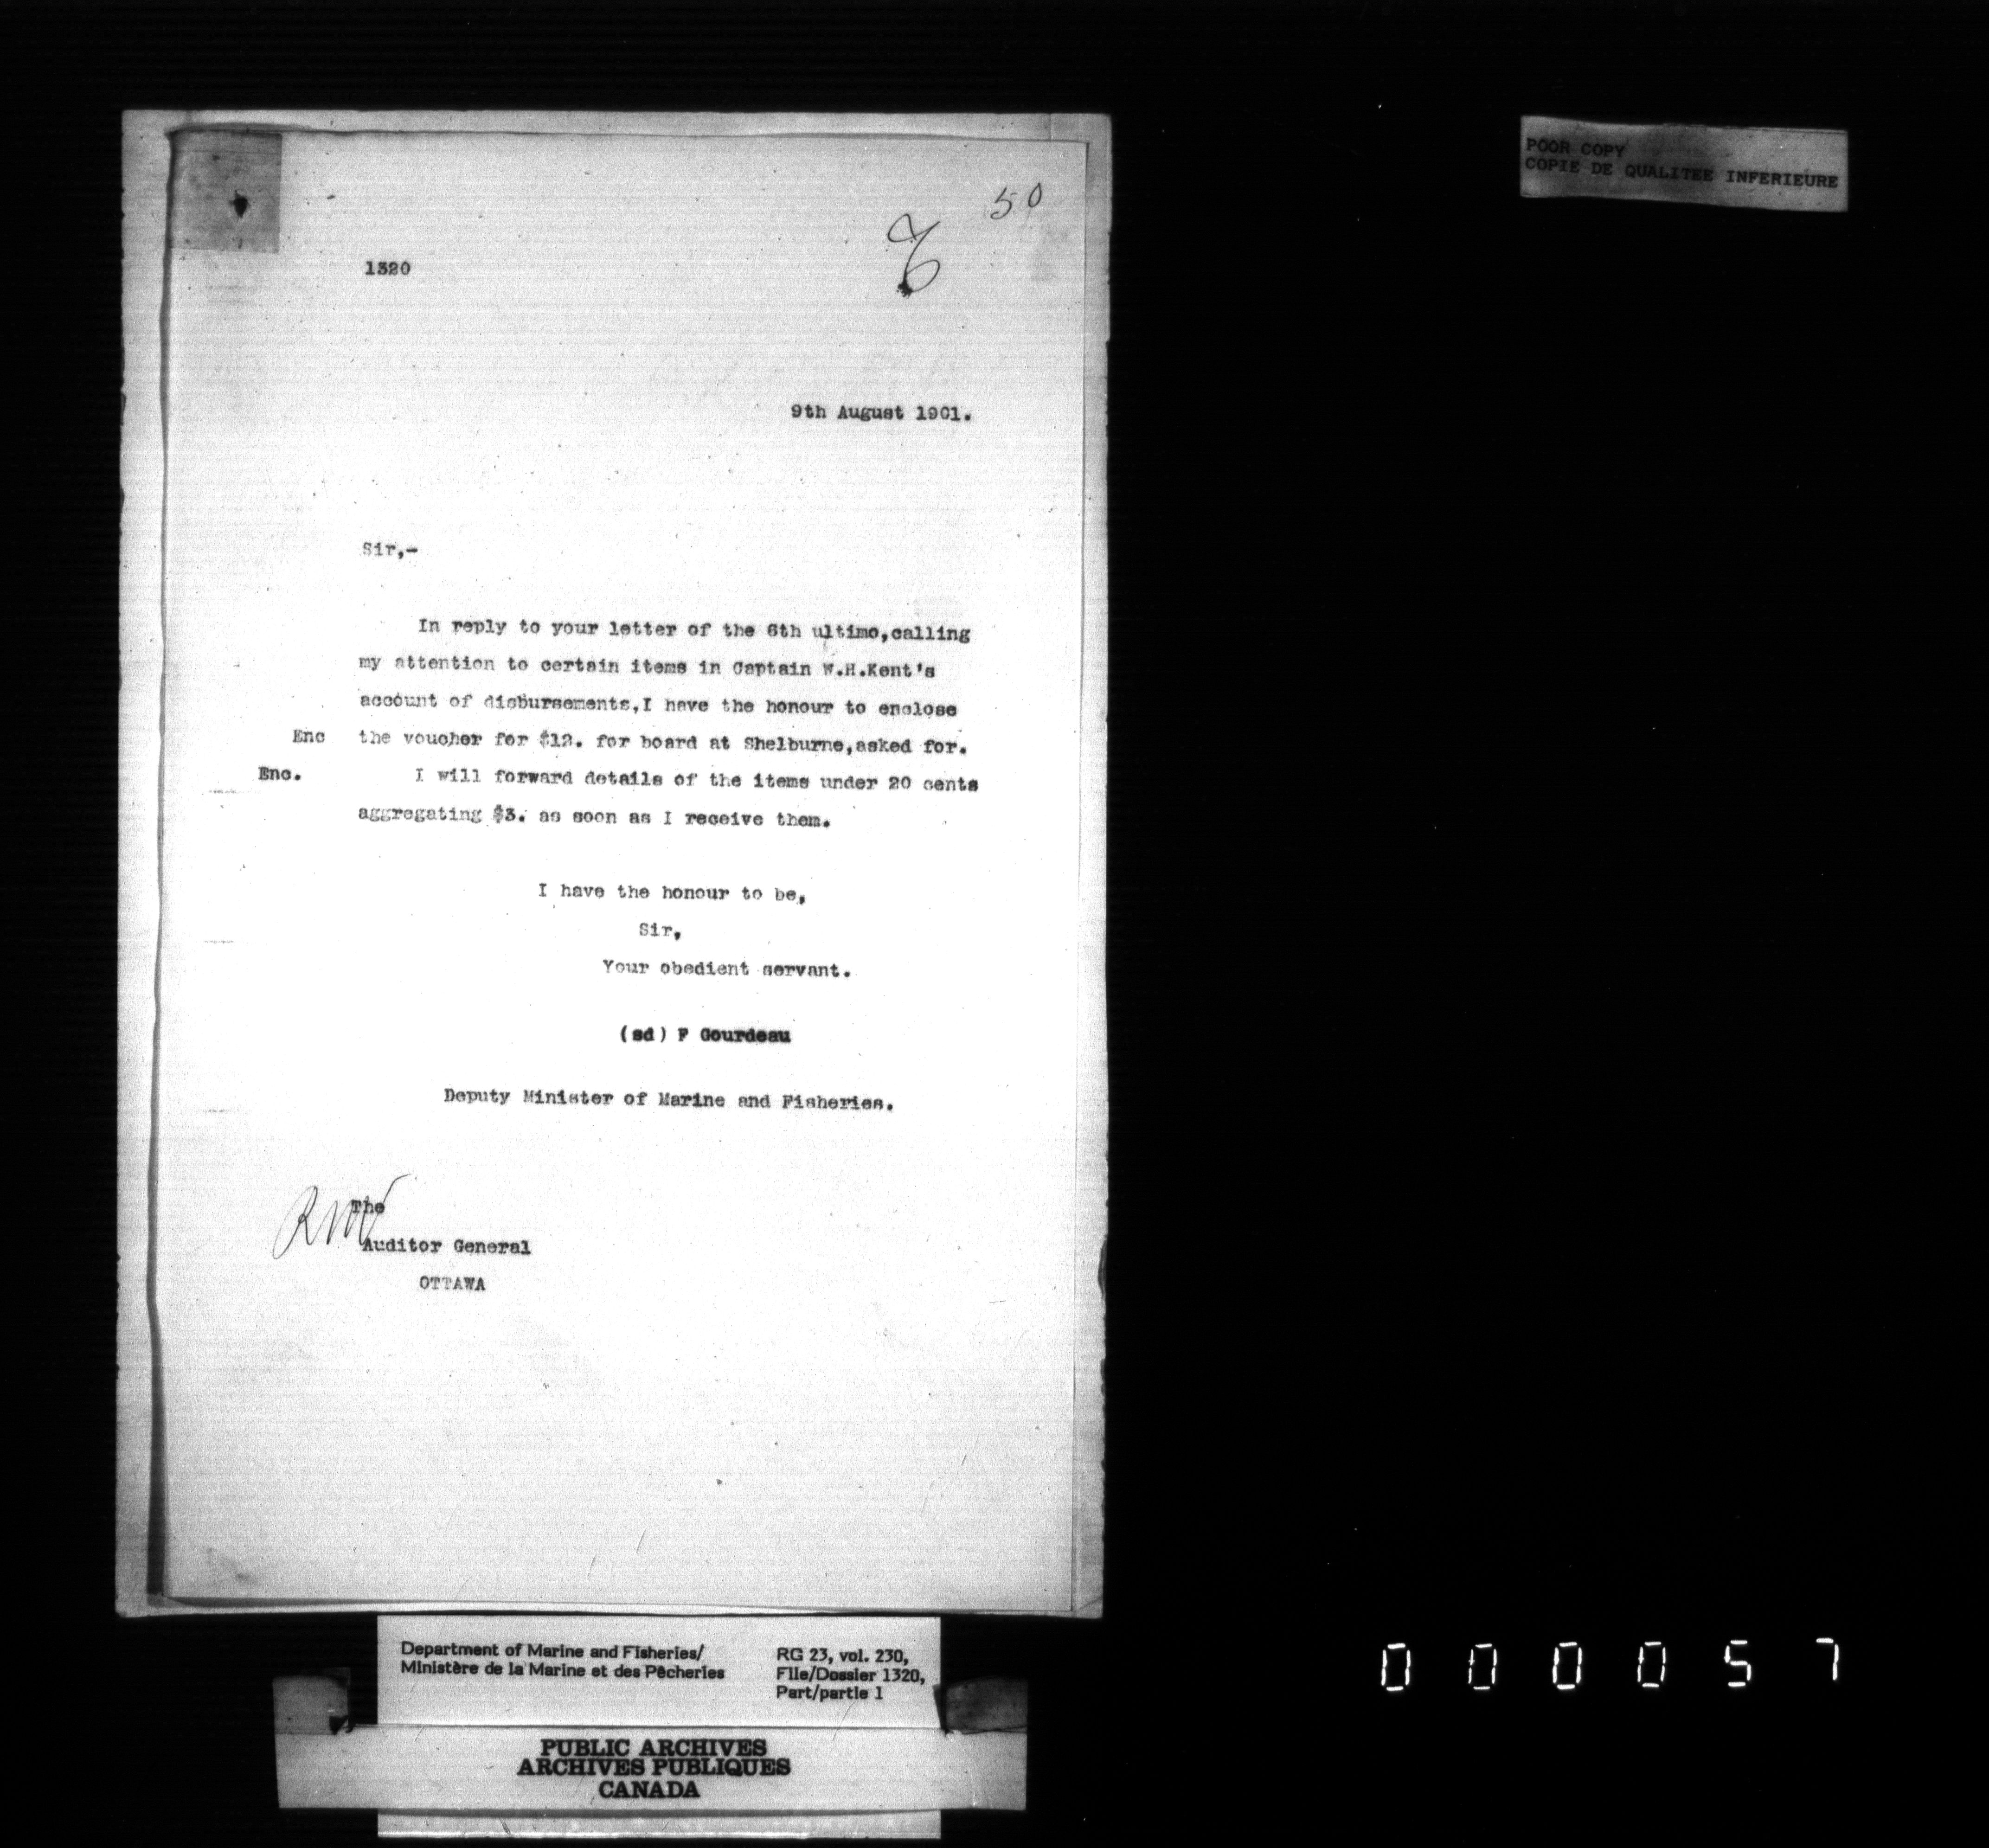 POOR COPY
COPIE DE QUALITEE INFERIEURE
50
1320
9th August 1901.
Sir,-
In reply to your letter of the 6th ultimo,calling
my attention to certain items in Captain W.H.Kent's
account of disbursements,I have the honour to enclose
Enc the voucher for $12. for board at Shelburne,asked for.
Enc. I will forward details of the items under 20 cents
aggregating $3. as soon as I receive them.
I have the honour to be,
Sir,
Your obedient servant.
(sd) F Gourdeau
Deputy Minister of Marine and Fisheries.
The
Auditor General
OTTAWA
Department of Marine and Fisheries/
Ministère de la Marine et des Pêcheries
RG 23, vol. 230,
File/Dossier 1320,
Part/partie 1
PUBLIC ARCHIVES
ARCHIVES PUBLIQUES
CANADA
000057